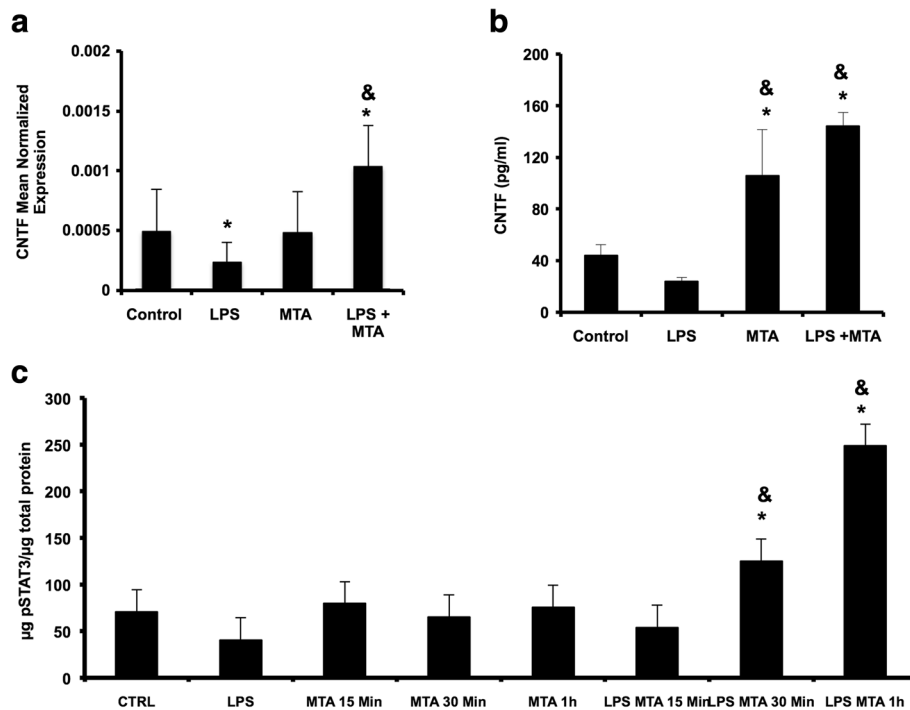 a
CNTF Mean Normalized
Expression
0.002
0.0015
0.001
0.0005
0
*
&
*
Control
LPS
MTA
LPS +
MTA
b
CNTF (pg/ml)
200
160
120
80
40
0
&
*
&
*
Control
LPS
MTA
LPS +MTA
c
µg pSTAT3/µg total protein
300
250
200
150
100
50
0
&
*
&
*
CTRL
LPS
MTA 15 Min
MTA 30 Min
MTA 1h
LPS MTA 15 Min
LPS MTA 30 Min
LPS MTA 1h